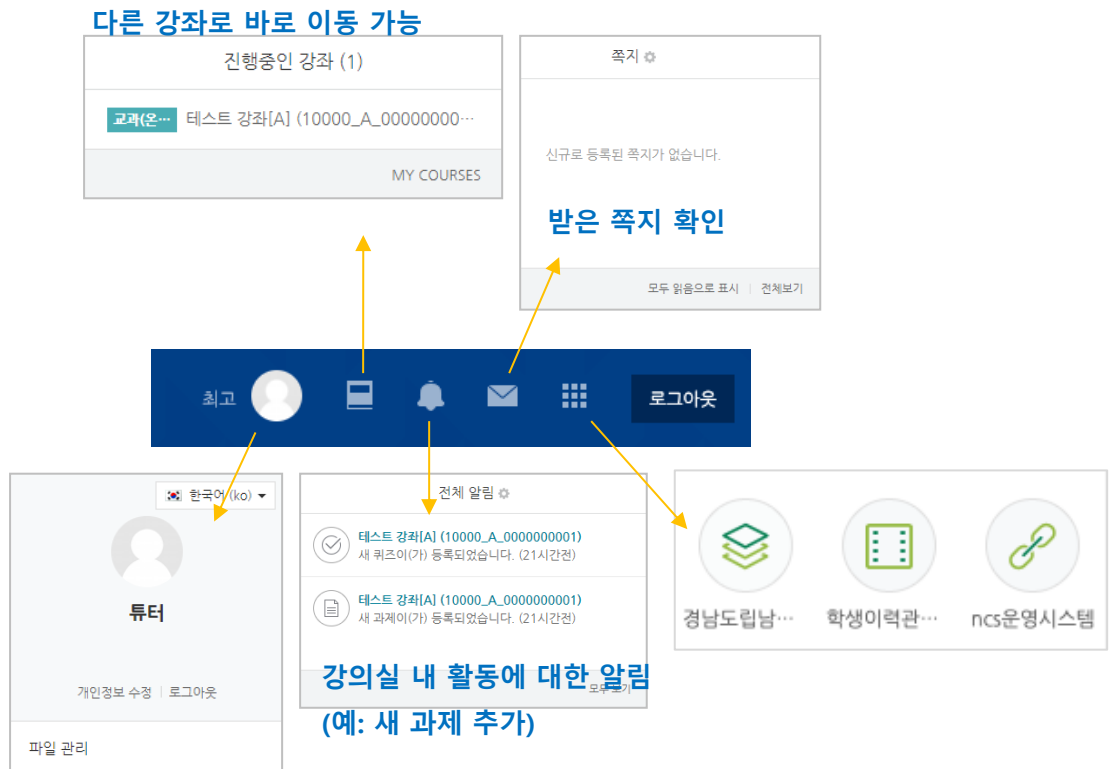 다른 강좌로 바로 이동 가능
진행중인 강좌 (1)
교과(온… 테스트 강좌[A] (10000_A_00000000…
MY COURSES
쪽지
신규로 등록된 쪽지가 없습니다.
받은 쪽지 확인
모두 읽음으로 표시 | 전체보기
최고
로그아웃
한국어 (ko)
튜터
개인정보 수정 | 로그아웃
파일 관리
전체 알림
테스트 강좌[A] (10000_A_0000000001)
새 퀴즈이(가) 등록되었습니다. (21시간전)
테스트 강좌[A] (10000_A_0000000001)
새 과제이(가) 등록되었습니다. (21시간전)
모두 보기
강의실 내 활동에 대한 알림
(예: 새 과제 추가)
경남도립남…
학생이력관…
ncs운영시스템